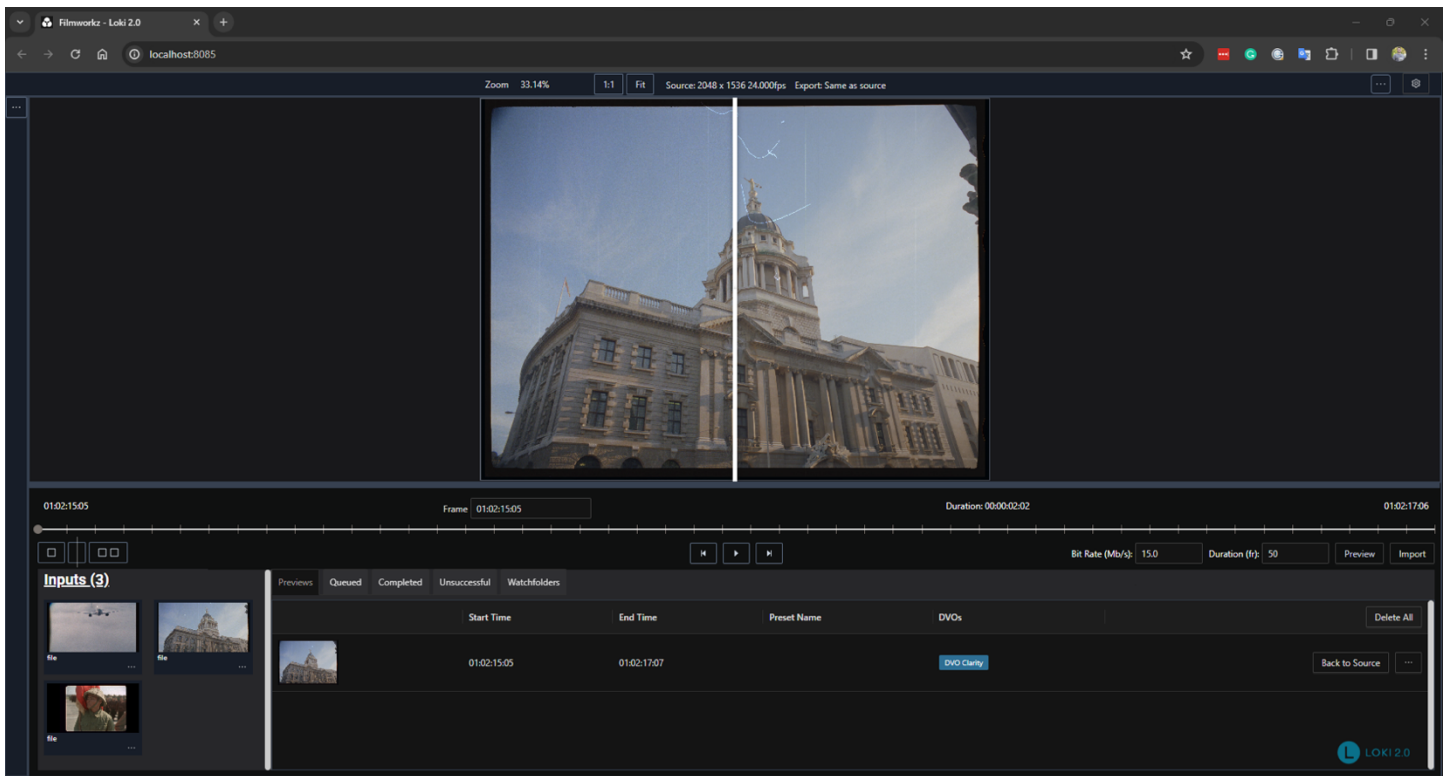 Filmworkz - Loki 2.0
localhost:8085
Zoom 33.14% 1:1 Fit Source: 2048 x 1536 24.000fps Export: Same as source
01:02:15:05 Frame 01:02:15:05 Duration: 00:00:02:02 01:02:17:06
Bit Rate (Mb/s): 15.0 Duration (fr): 50 Preview Import
Inputs (3)
file
file
file
Previews Queued Completed Unsuccessful Watchfolders
Start Time End Time Preset Name DVOs Delete All
01:02:15:05 01:02:17:07 DVO Clarity Back to Source
L LOKI 2.0